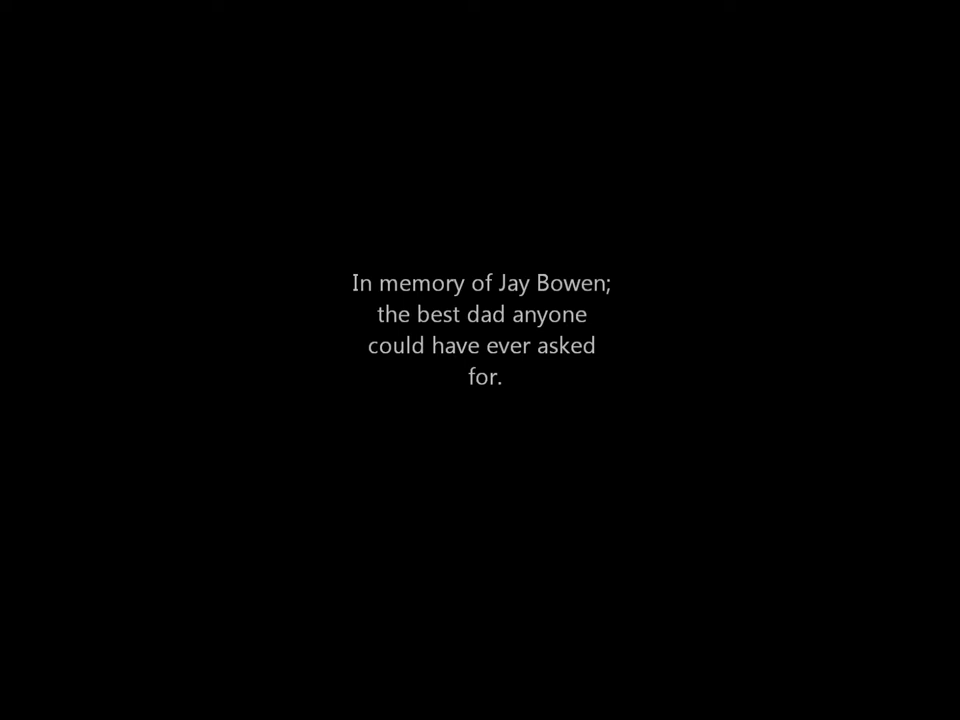 In memory of Jay Bowen;
the best dad anyone
could have ever asked
for.